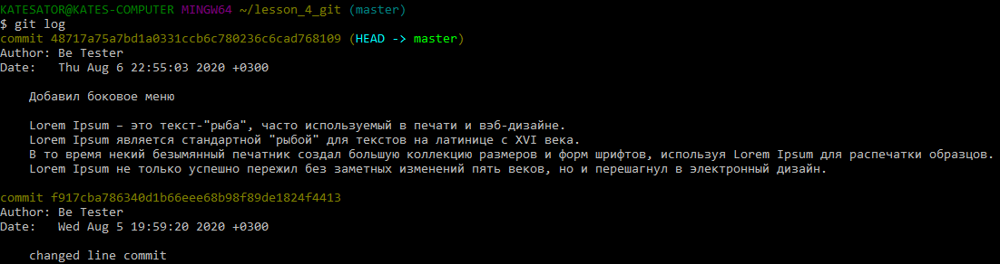 KATESATOR@KATES-COMPUTER MINGW64 ~/lesson_4_git (master)
$ git log
commit 48717a75a7bd1a0331ccb6c780236c6cad768109 (HEAD -> master)
Author: Be Tester
Date:   Thu Aug 6 22:55:03 2020 +0300
Добавил боковое меню
Lorem Ipsum – это текст-"рыба", часто используемый в печати и вэб-дизайне.
Lorem Ipsum является стандартной "рыбой" для текстов на латинице с XVI века.
В то время некий безымянный печатник создал большую коллекцию размеров и форм шрифтов, используя Lorem Ipsum для распечатки образцов.
Lorem Ipsum не только успешно пережил без заметных изменений пять веков, но и перешагнул в электронный дизайн.
commit f917cba786340d1b66eee68b98f89de1824f4413
Author: Be Tester
Date:   Wed Aug 5 19:59:20 2020 +0300
changed line commit